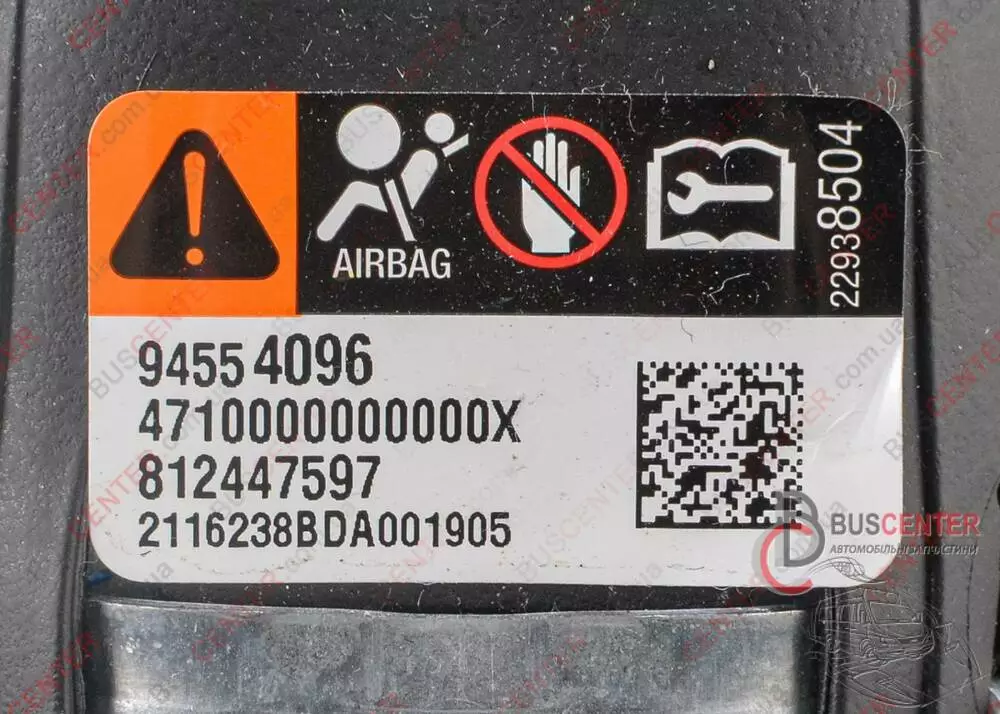 AIRBAG
22938504
94554096
4710000000000X
812447597
2116238BDA001905
BUSCENTER
АВТОМОБІЛЬНІ ЗАПЧАСТИНИ